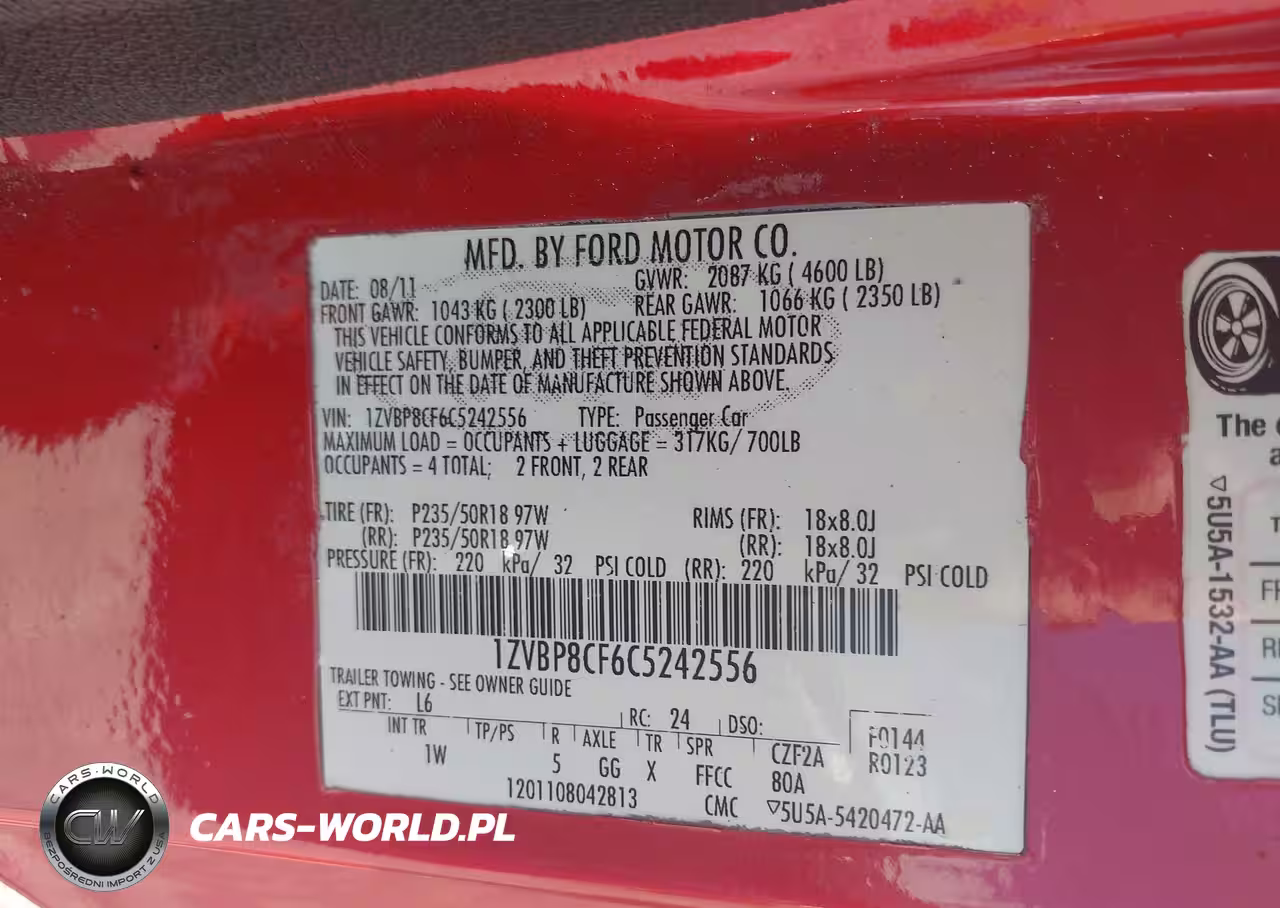 MFD. BY FORD MOTOR CO.
DATE: 08/11 GVWR: 2087 KG ( 4600 LB)
FRONT GAWR: 1043 KG ( 2300 LB) REAR GAWR: 1066 KG ( 2350 LB)
THIS VEHICLE CONFORMS TO ALL APPLICABLE FEDERAL MOTOR
VEHICLE SAFETY, BUMPER, AND THEFT PREVENTION STANDARDS
IN EFFECT ON THE DATE OF MANUFACTURE SHOWN ABOVE.
VIN: 1ZVBP8CF6C5242556 TYPE: Passenger Car
MAXIMUM LOAD = OCCUPANTS + LUGGAGE = 317KG/ 700LB
OCCUPANTS = 4 TOTAL; 2 FRONT, 2 REAR
TIRE (FR): P235/50R18 97W RIMS (FR): 18x8.0J
(RR): P235/50R18 97W (RR): 18x8.0J
PRESSURE (FR): 220 kPa/ 32 PSI COLD (RR): 220 kPa/ 32 PSI COLD
1ZVBP8CF6C5242556
TRAILER TOWING - SEE OWNER GUIDE
EXT PNT: L6 RC: 24 DSO: F0144
INT TR TP/PS R AXLE TR SPR CZF2A R0123
1W 5 GG X FFCC 80A
1201108042813 CMC ▽5U5A-5420472-AA
The
▽5U5A-1532-AA (TLU)
CARS-WORLD
CW
BEZPOŚREDNI IMPORT Z USA
CARS-WORLD.PL